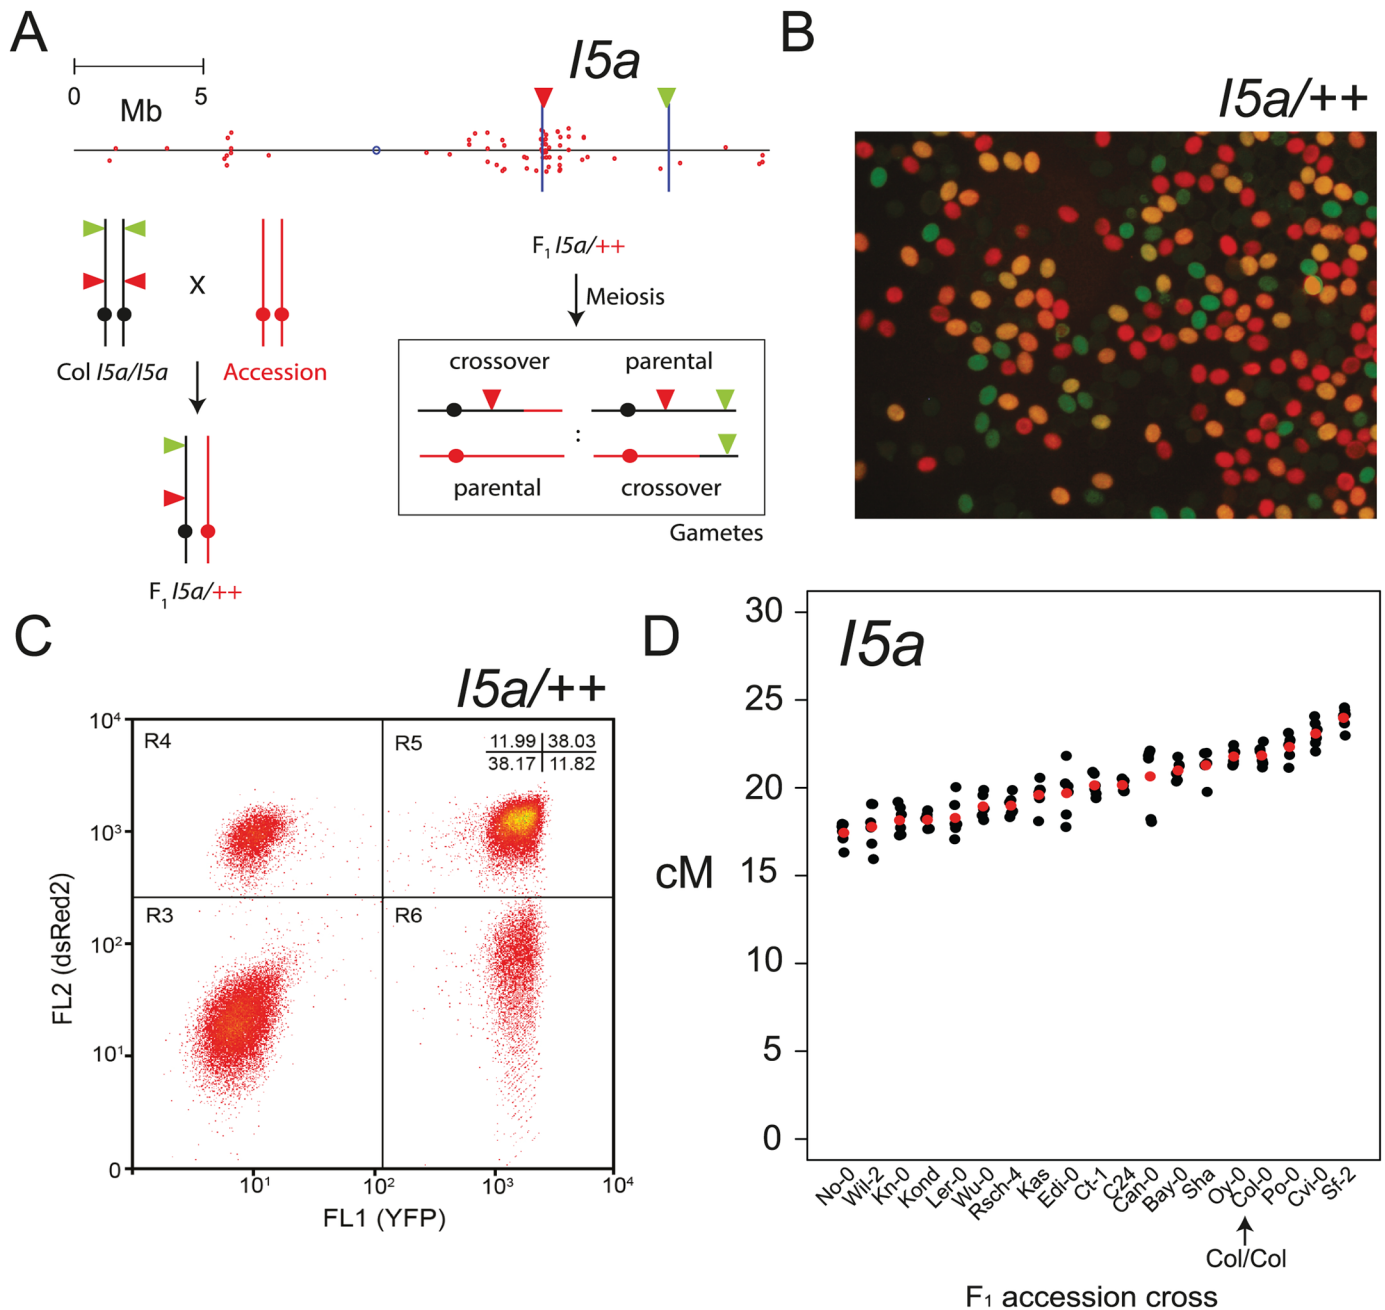 A
I5a
0 5
Mb
X
Col I5a/I5a
Accession
F1 I5a/++
F1 I5a/++
Meiosis
crossover parental
:
parental crossover
Gametes
B
I5a/++
C
I5a/++
R4
R5
11.99 38.03
38.17 11.82
R3
R6
10⁴
10³
10²
10¹
0
10¹ 10² 10³ 10⁴
FL2 (dsRed2)
FL1 (YFP)
D
I5a
30
25
20
15
10
5
0
cM
No-0
Wil-2
Kn-0
Kond
Ler-0
Wu-0
Rsch-4
Kas
Edi-0
Ct-1
C24
Can-0
Bay-0
Sha
Oy-0
Col-0
Po-0
Cvi-0
Sf-2
Col/Col
F1 accession cross